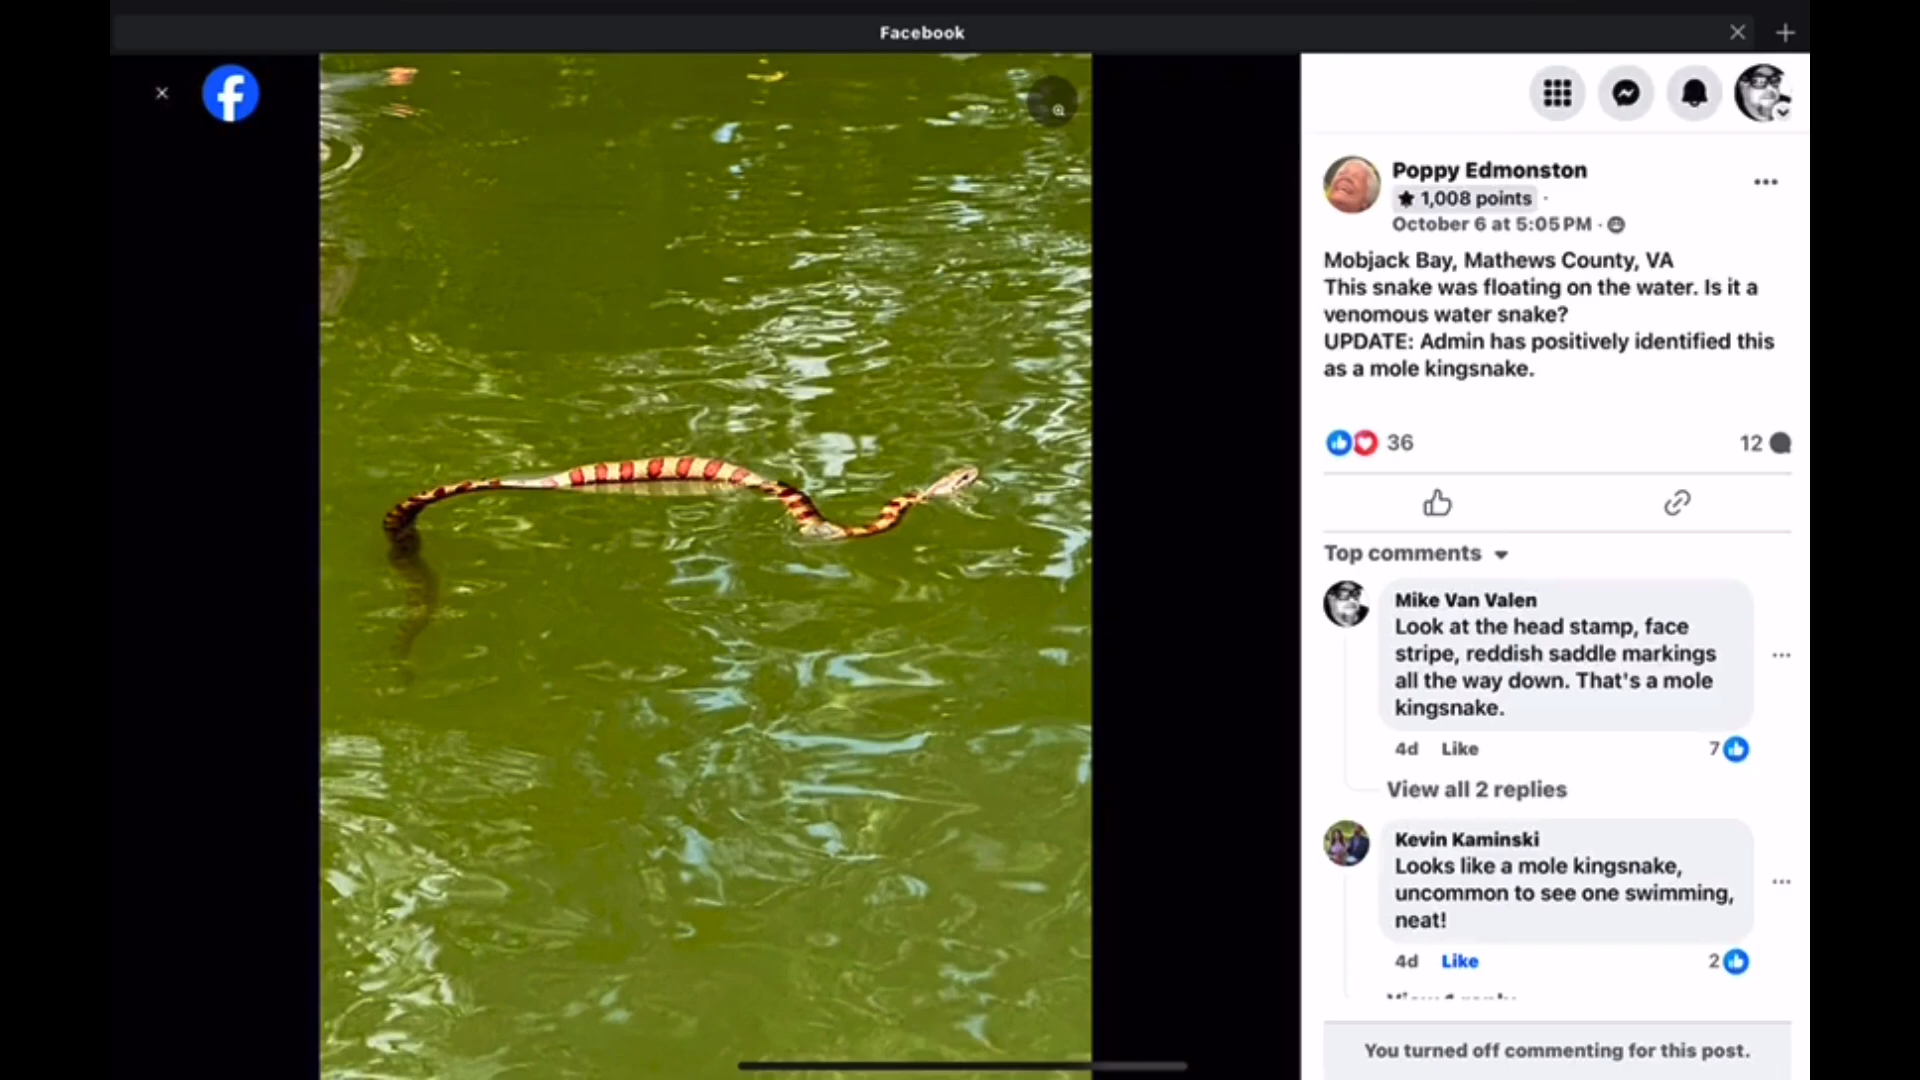 Facebook
Poppy Edmonston
1,008 points ·
October 6 at 5:05 PM ·
Mobjack Bay, Mathews County, VA
This snake was floating on the water. Is it a
venomous water snake?
UPDATE: Admin has positively identified this
as a mole kingsnake.
36
12
Top comments
Mike Van Valen
Look at the head stamp, face
stripe, reddish saddle markings
all the way down. That's a mole
kingsnake.
4d Like 7
View all 2 replies
Kevin Kaminski
Looks like a mole kingsnake,
uncommon to see one swimming,
neat!
4d Like 2
You turned off commenting for this post.